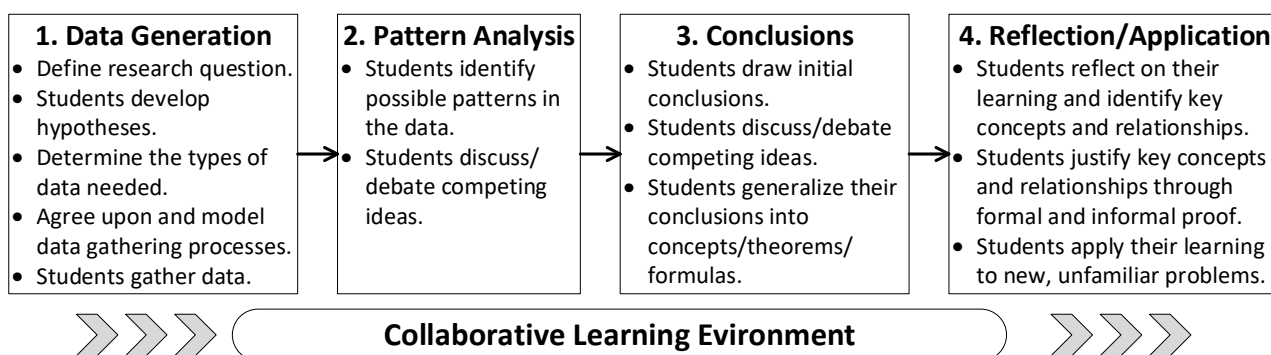 1. Data Generation
• Define research question.
• Students develop
hypotheses.
• Determine the types of
data needed.
• Agree upon and model
data gathering processes.
• Students gather data.
2. Pattern Analysis
• Students identify
possible patterns in
the data.
• Students discuss/
debate competing
ideas.
3. Conclusions
• Students draw initial
conclusions.
• Students discuss/debate
competing ideas.
• Students generalize their
conclusions into
concepts/theorems/
formulas.
4. Reflection/Application
• Students reflect on their
learning and identify key
concepts and relationships.
• Students justify key concepts
and relationships through
formal and informal proof.
• Students apply their learning
to new, unfamiliar problems.
Collaborative Learning Evironment